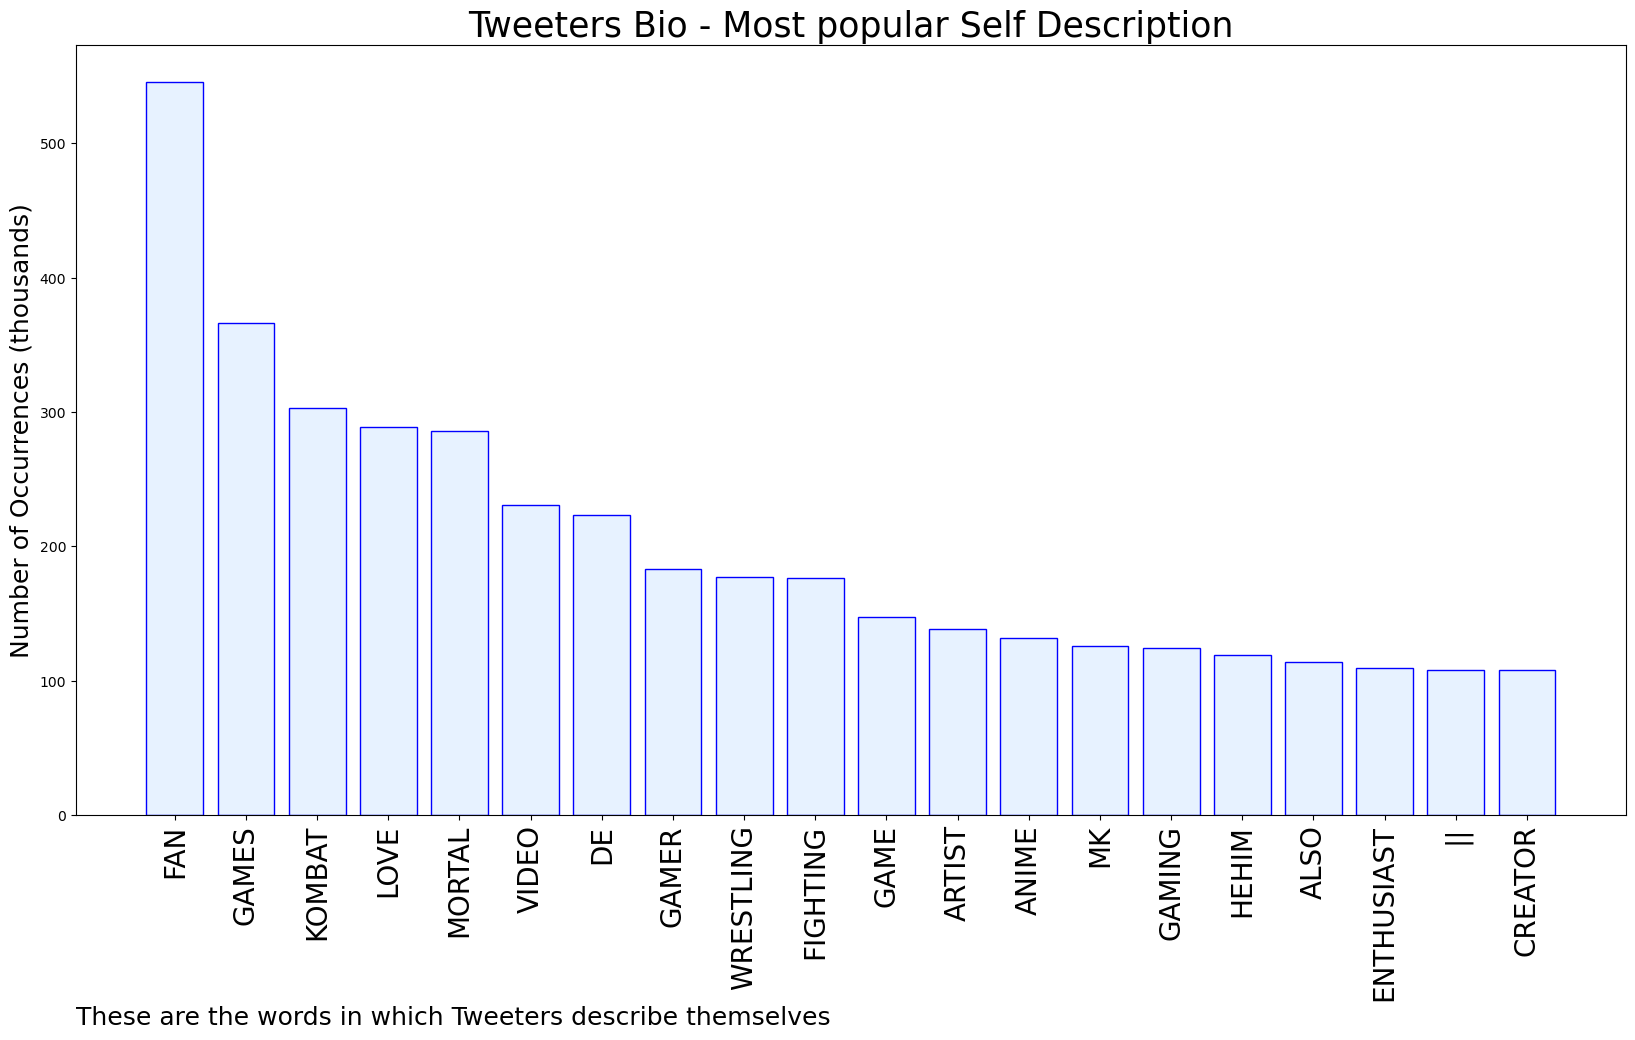 Tweeters Bio - Most popular Self Description
Number of Occurrences (thousands)
500
400
300
200
100
0
FAN
GAMES
KOMBAT
LOVE
MORTAL
VIDEO
DE
GAMER
WRESTLING
FIGHTING
GAME
ARTIST
ANIME
MK
GAMING
HEHIM
ALSO
ENTHUSIAST
||
CREATOR
These are the words in which Tweeters describe themselves